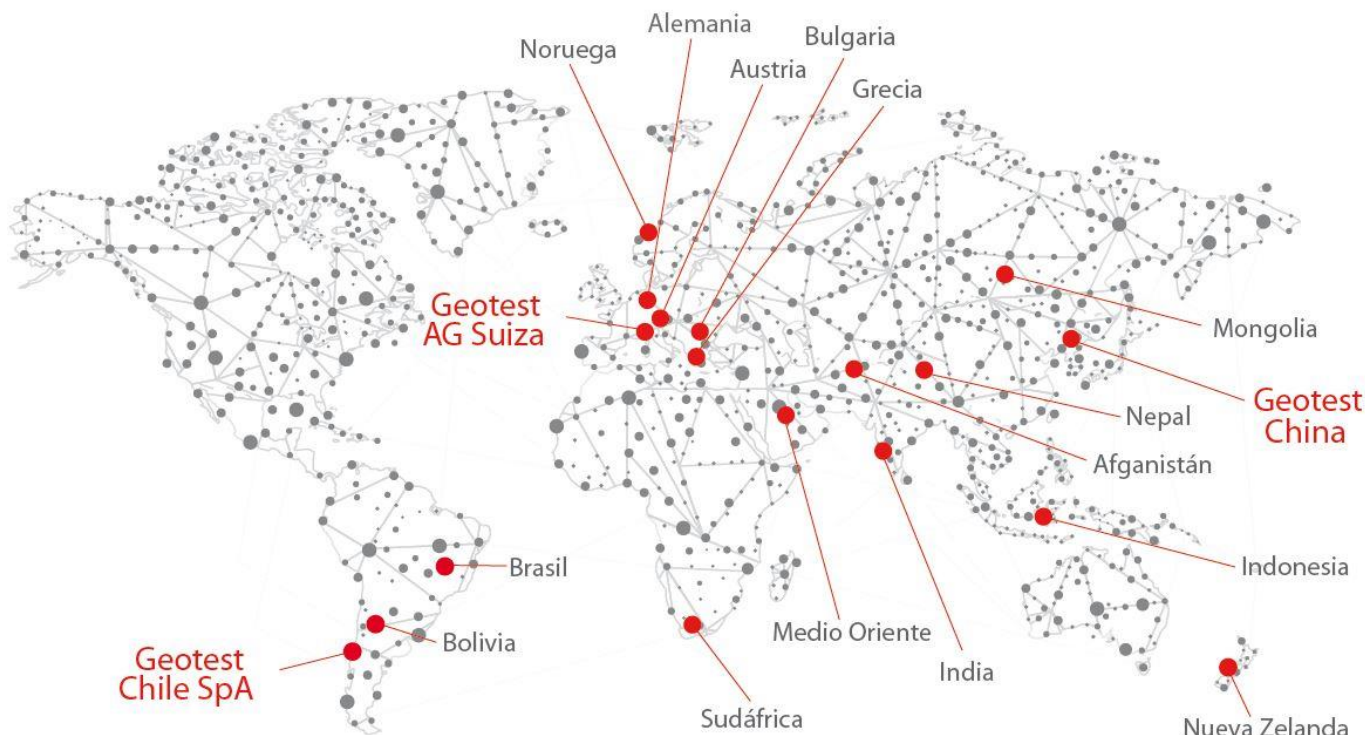 Alemania
Noruega
Bulgaria
Austria
Grecia
Geotest
AG Suiza
Mongolia
Geotest
China
Nepal
Afganistán
Brasil
Indonesia
Medio Oriente
Bolivia
India
Geotest
Chile SpA
Sudáfrica
Nueva Zelanda